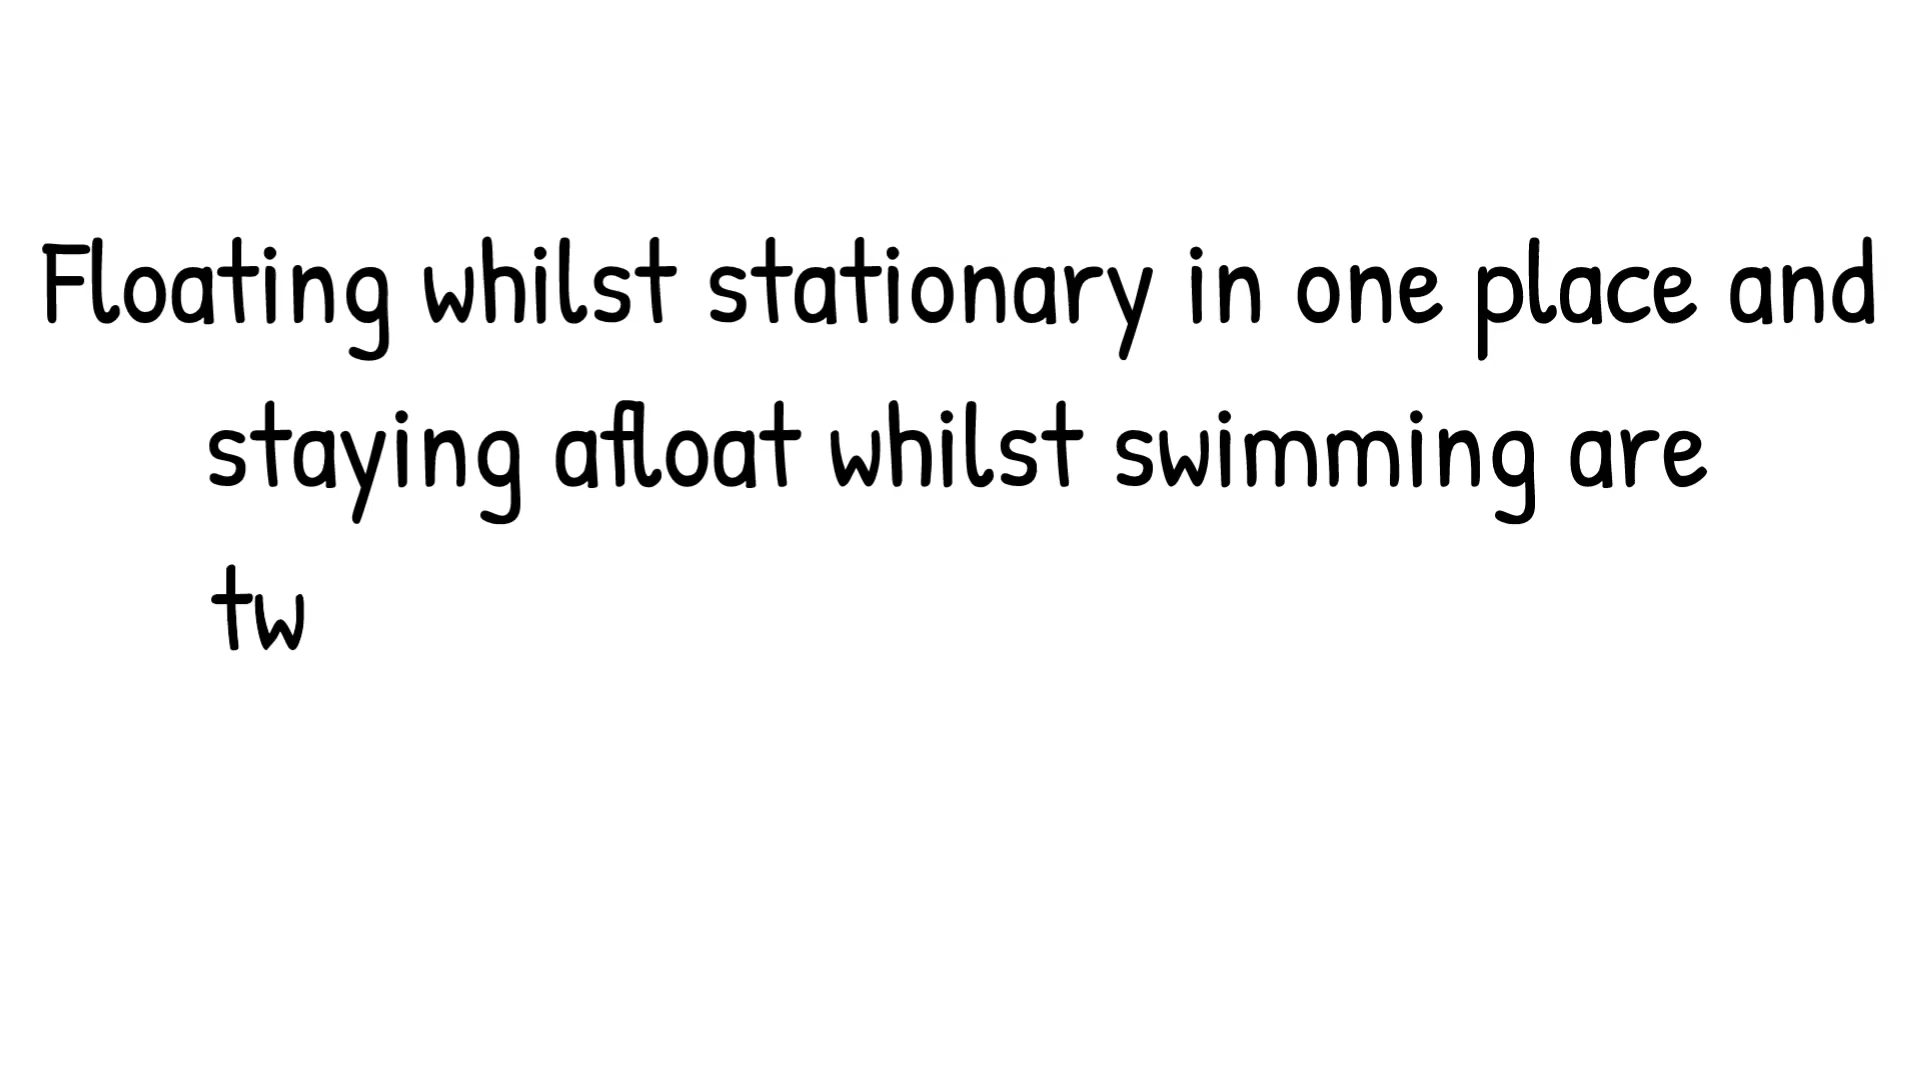 Floating whilst stationary in one place and
staying afloat whilst swimming are
tw